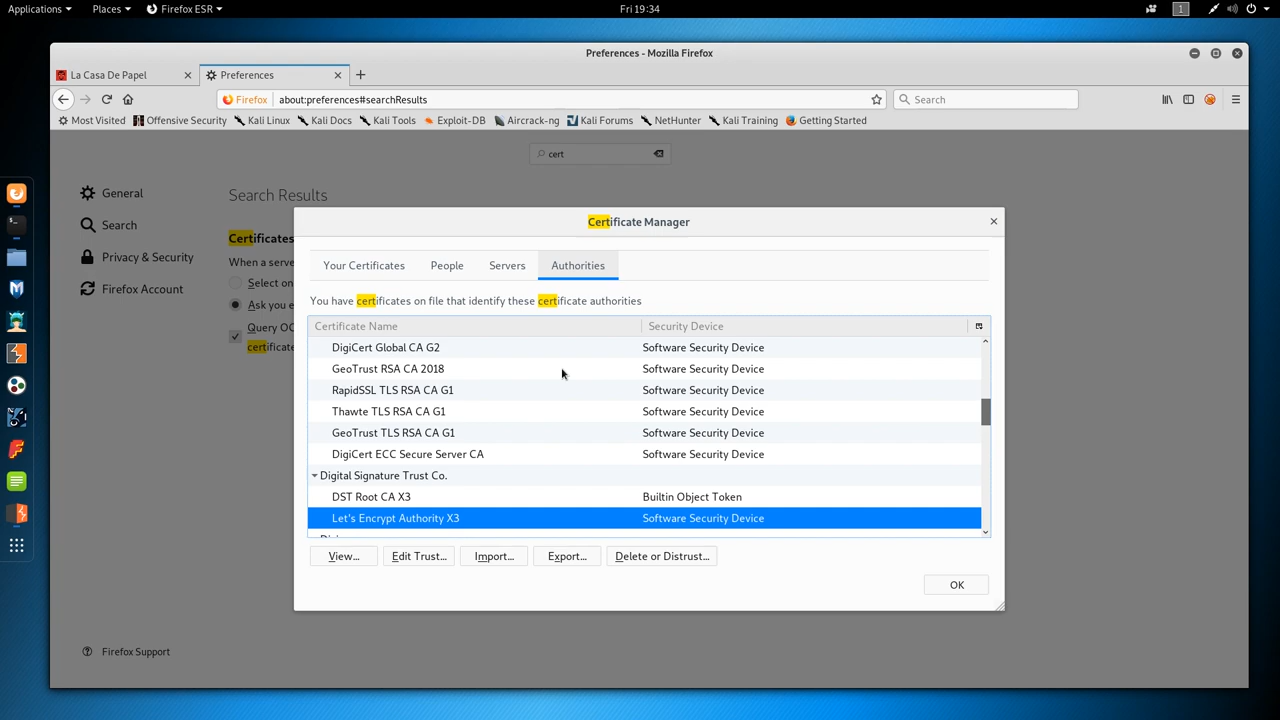 Applications Places Firefox ESR Fri 19:34 1
Preferences - Mozilla Firefox
La Casa De Papel Preferences
Firefox about:preferences#searchResults Search
Most Visited Offensive Security Kali Linux Kali Docs Kali Tools Exploit-DB Aircrack-ng Kali Forums NetHunter Kali Training Getting Started
cert
General
Search
Privacy & Security
Firefox Account
Search Results
Certificates
When a serve
Select on
Ask you e
Query OC
certificate
Certificate Manager
Your Certificates People Servers Authorities
You have certificates on file that identify these certificate authorities
Certificate Name Security Device
DigiCert Global CA G2 Software Security Device
GeoTrust RSA CA 2018 Software Security Device
RapidSSL TLS RSA CA G1 Software Security Device
Thawte TLS RSA CA G1 Software Security Device
GeoTrust TLS RSA CA G1 Software Security Device
DigiCert ECC Secure Server CA Software Security Device
Digital Signature Trust Co.
DST Root CA X3 Builtin Object Token
Let's Encrypt Authority X3 Software Security Device
View... Edit Trust... Import... Export... Delete or Distrust...
OK
Firefox Support